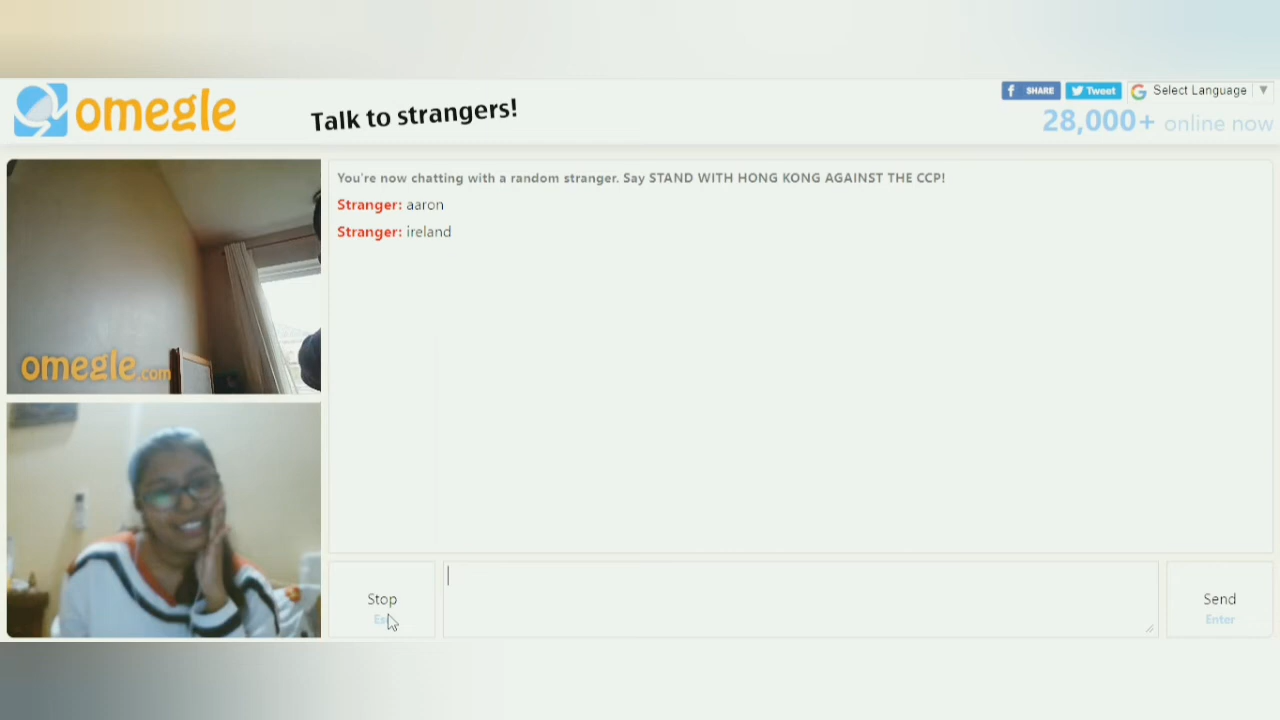 omegle
Talk to strangers!
SHARE
Tweet
Select Language
28,000+ online now
You're now chatting with a random stranger. Say STAND WITH HONG KONG AGAINST THE CCP!
Stranger: aaron
Stranger: ireland
omegle.com
Stop
Send
Enter